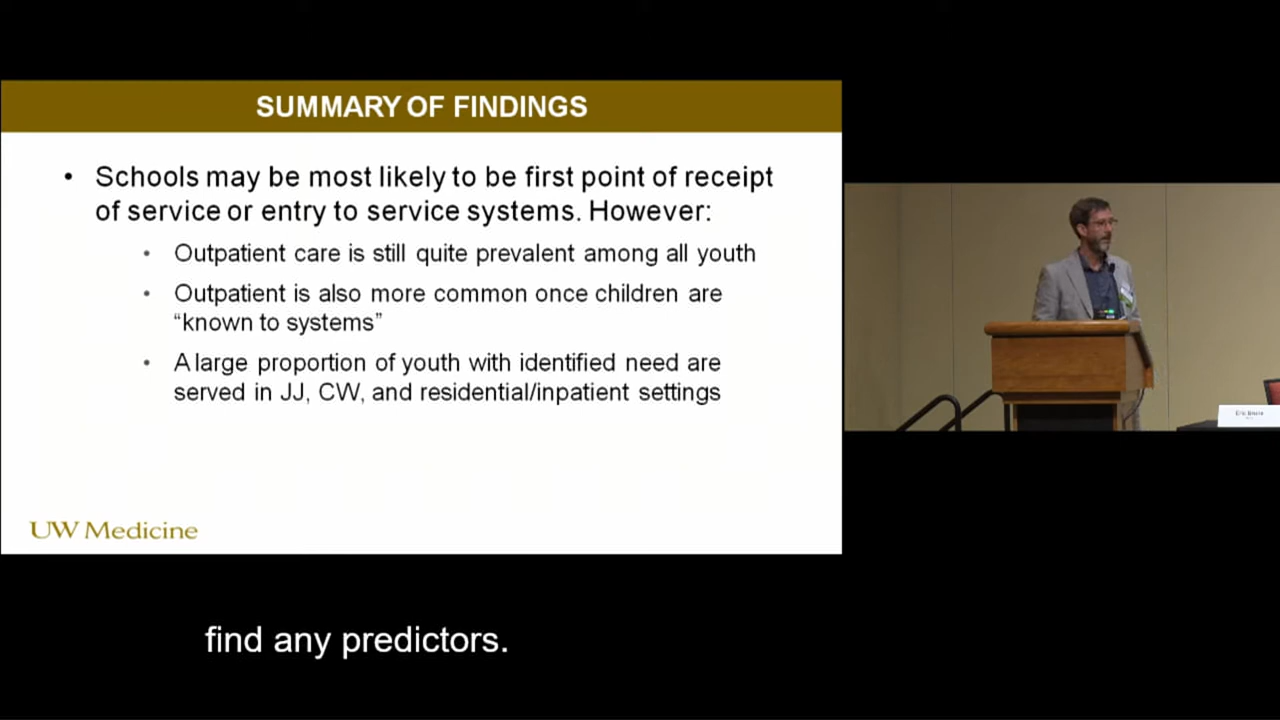 SUMMARY OF FINDINGS
• Schools may be most likely to be first point of receipt
of service or entry to service systems. However:
• Outpatient care is still quite prevalent among all youth
• Outpatient is also more common once children are
“known to systems”
• A large proportion of youth with identified need are
served in JJ, CW, and residential/inpatient settings
UW Medicine
find any predictors.